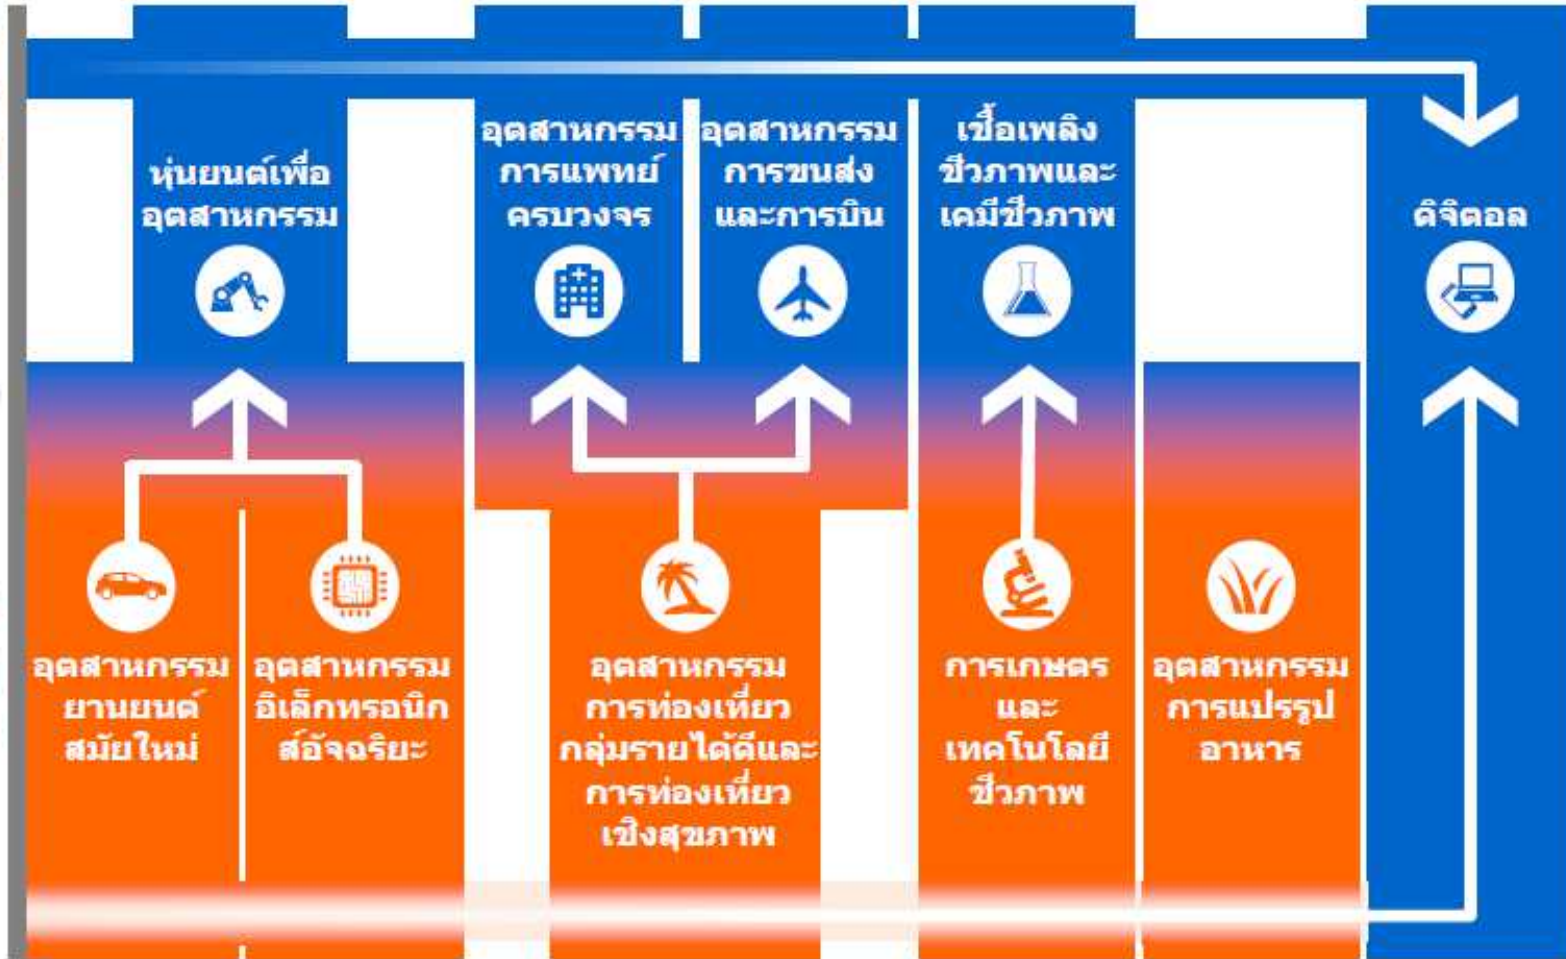 หุ่นยนต์เพื่อ
อุตสาหกรรม
อุตสาหกรรม
การแพทย์
ครบวงจร
อุตสาหกรรม
การขนส่ง
และการบิน
เชื้อเพลิง
ชีวภาพและ
เคมีชีวภาพ
ดิจิตอล
อุตสาหกรรม
ยานยนต์
สมัยใหม่
อุตสาหกรรม
อิเล็กทรอนิก
ส์อัจฉริยะ
อุตสาหกรรม
การท่องเที่ยว
กลุ่มรายได้ดีและ
การท่องเที่ยว
เชิงสุขภาพ
การเกษตร
และ
เทคโนโลยี
ชีวภาพ
อุตสาหกรรม
การแปรรูป
อาหาร